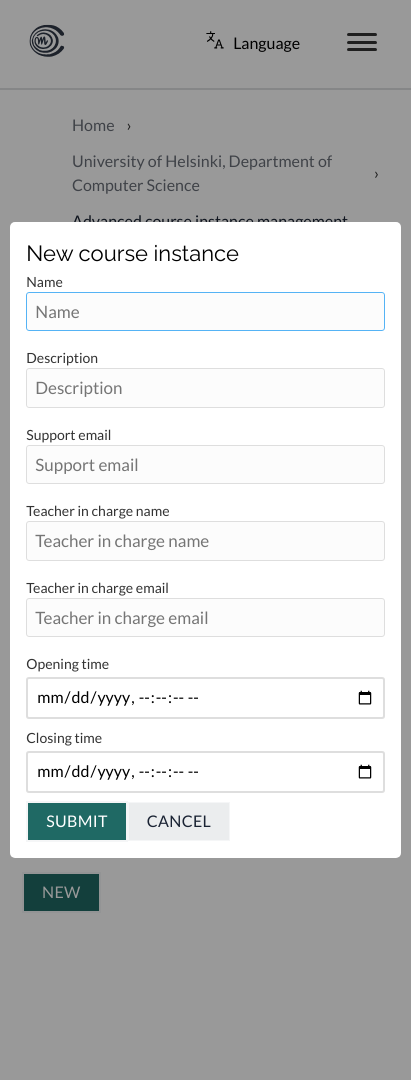 Language
Home ›
University of Helsinki, Department of
Computer Science ›
Advanced course instance management
New course instance
Name
Name
Description
Description
Support email
Support email
Teacher in charge name
Teacher in charge name
Teacher in charge email
Teacher in charge email
Opening time
mm/dd/yyyy, --:--:-- --
Closing time
mm/dd/yyyy, --:--:-- --
SUBMIT CANCEL
NEW